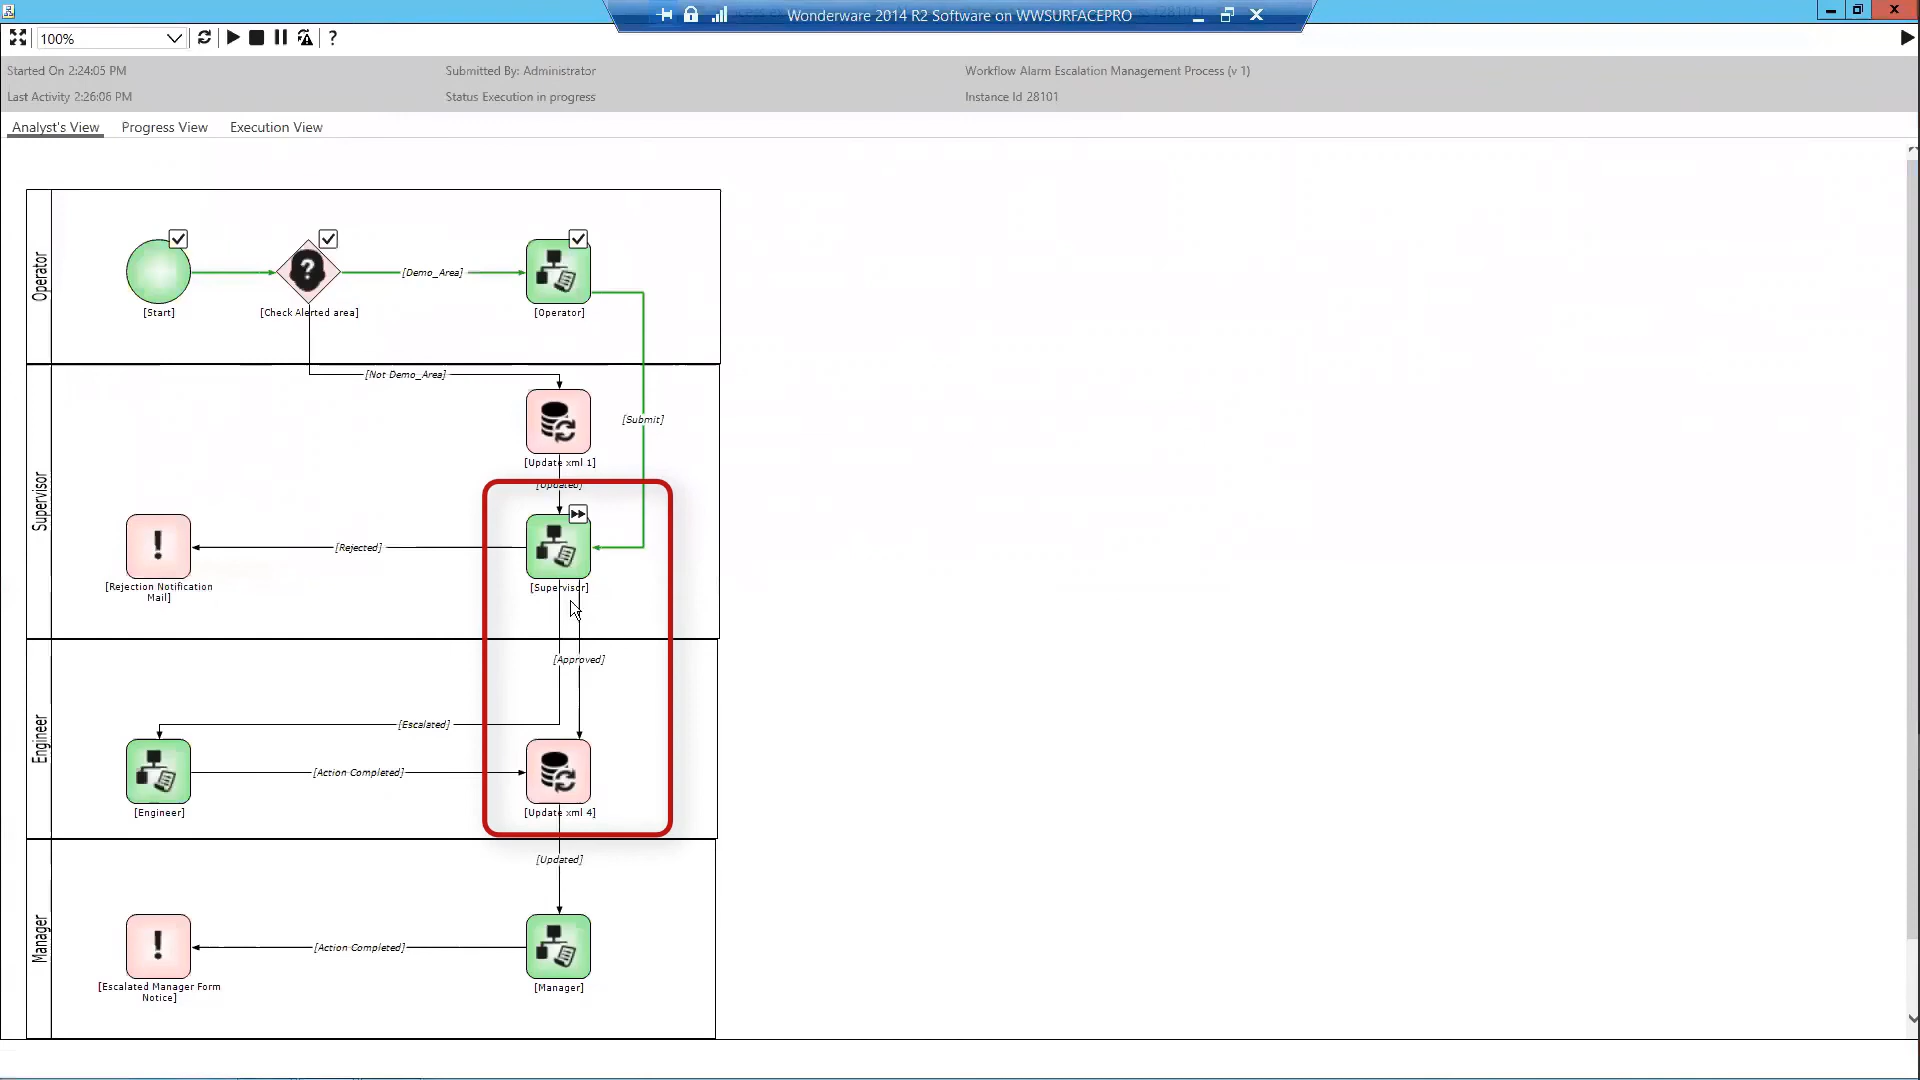 Wonderware 2014 R2 Software on WWSURFACEPRO
100%
?
Started On 2:24:05 PM
Submitted By: Administrator
Workflow Alarm Escalation Management Process (v 1)
Last Activity 2:26:06 PM
Status Execution in progress
Instance Id 28101
Analyst's View
Progress View
Execution View
Operator
?
[Demo_Area]
[Start]
[Check Alerted area]
[Operator]
Supervisor
[Not Demo_Area]
[Submit]
[Update xml 1]
[Updated]
!
[Rejected]
[Rejection Notification
Mail]
[Supervisor]
Engineer
[Approved]
[Escalated]
[Action Completed]
[Engineer]
[Update xml 4]
Manager
[Updated]
!
[Action Completed]
[Escalated Manager Form
Notice]
[Manager]